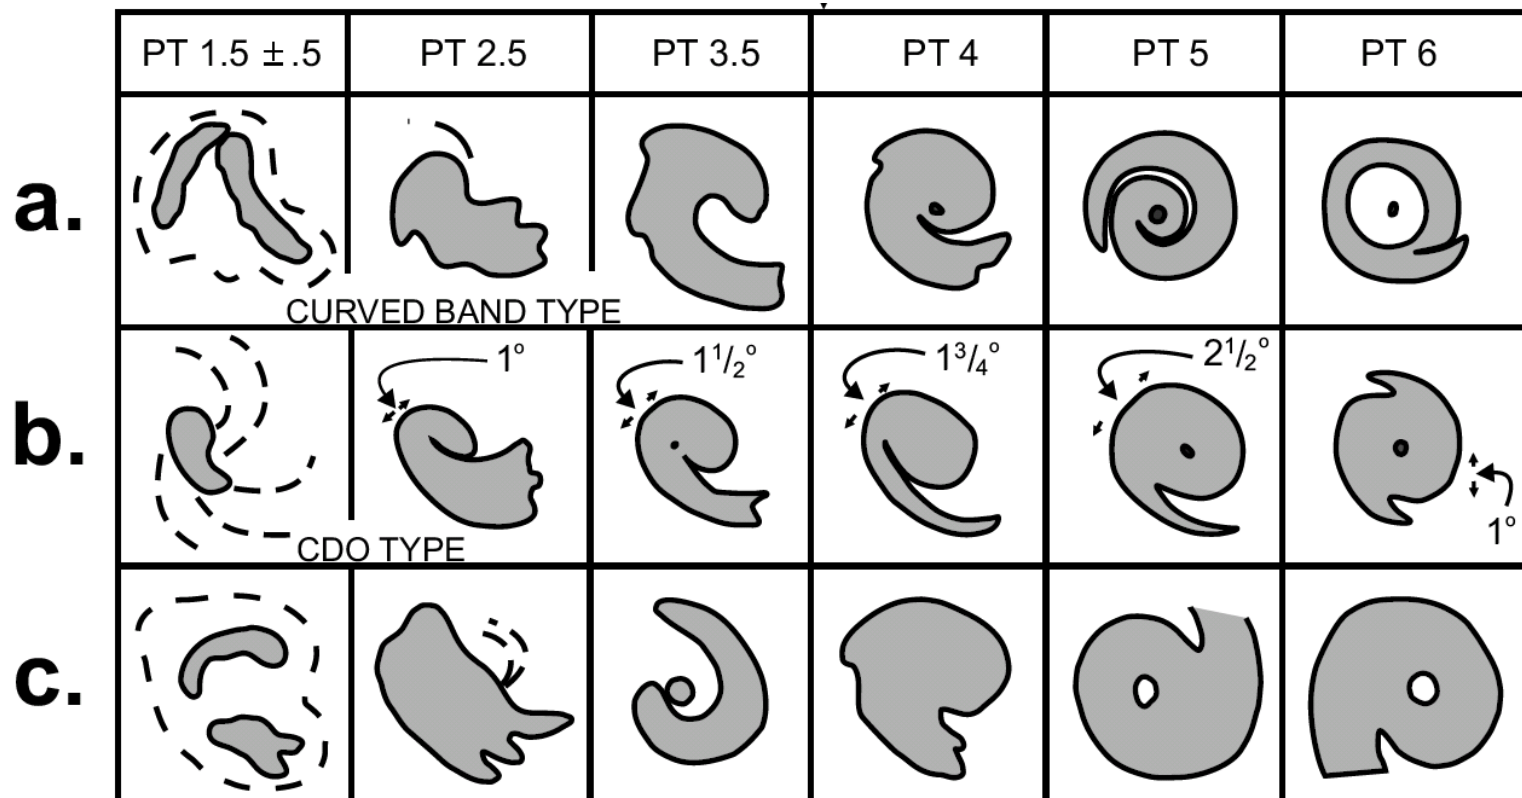 PT 1.5 ±.5 PT 2.5 PT 3.5 PT 4 PT 5 PT 6
a.
CURVED BAND TYPE
1° 1 1/2° 1 3/4° 2 1/2°
b.
1°
CDO TYPE
c.